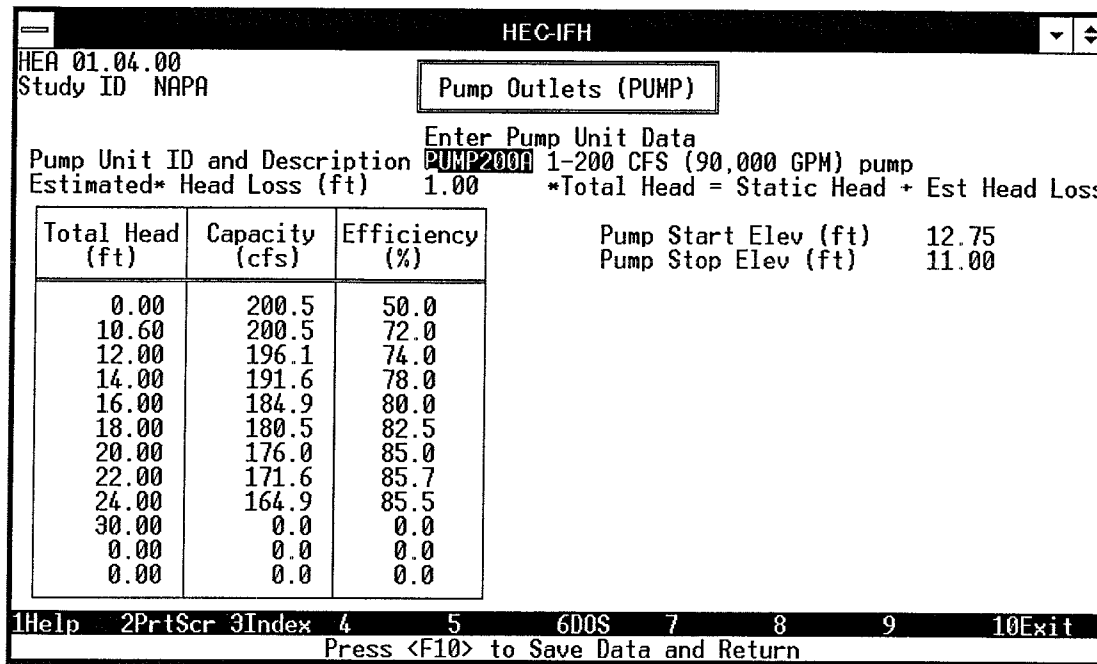 HEC-IFH
HEA 01.04.00
Study ID NAPA
Pump Outlets (PUMP)
Enter Pump Unit Data
Pump Unit ID and Description PUMP200A 1-200 CFS (90,000 GPM) pump
Estimated* Head Loss (ft) 1.00 *Total Head = Static Head + Est Head Loss
Total Head Capacity Efficiency
(ft) (cfs) (%)
Pump Start Elev (ft) 12.75
Pump Stop Elev (ft) 11.00
0.00 200.5 50.0
10.60 200.5 72.0
12.00 196.1 74.0
14.00 191.6 78.0
16.00 184.9 80.0
18.00 180.5 82.5
20.00 176.0 85.0
22.00 171.6 85.7
24.00 164.9 85.5
30.00 0.0 0.0
0.00 0.0 0.0
0.00 0.0 0.0
1Help 2PrtScr 3Index 4 5 6DOS 7 8 9 10Exit
Press <F10> to Save Data and Return